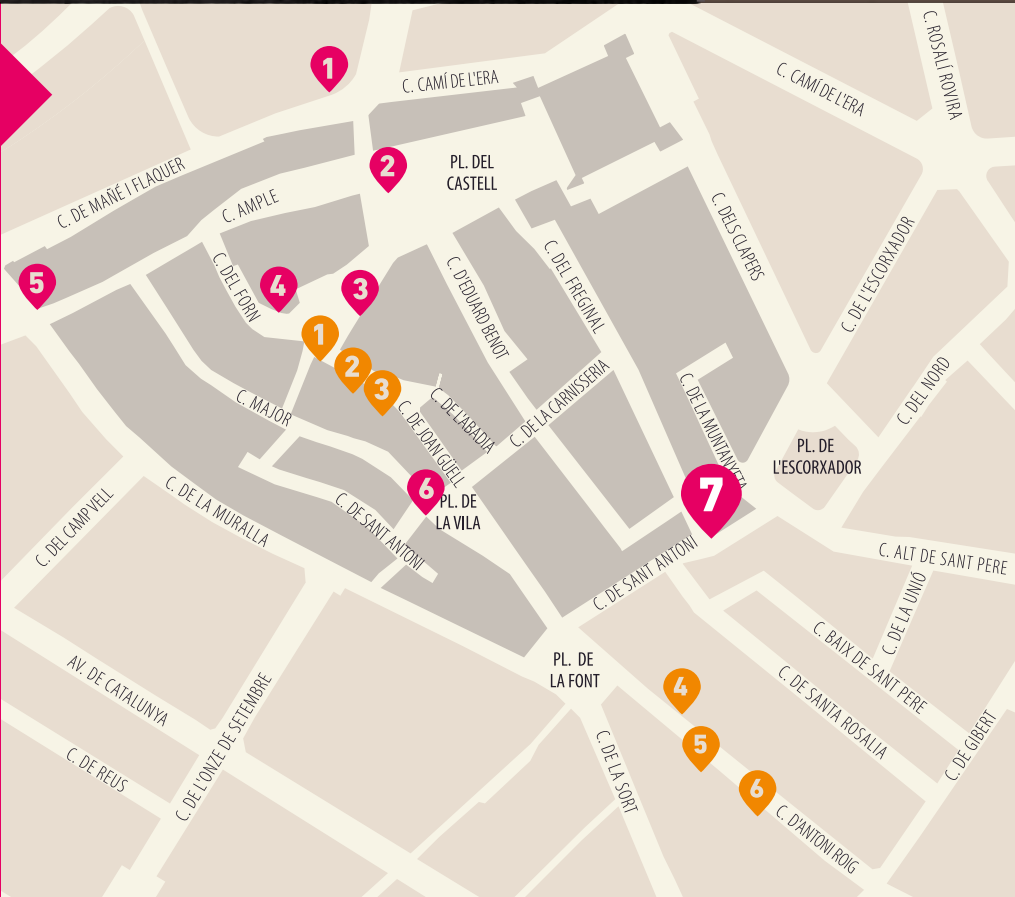 1
C. CAMÍ DE L'ERA
C. CAMÍ DE L'ERA
C. ROSALÍ ROVIRA
2
PL. DEL
CASTELL
C. DE MAÑÉ I FLAQUER
C. AMPLE
C. DELS CLAPERS
5
C. DEL FORN
4
3
C. D'EDUARD BENOT
C. DEL FREGINAL
C. DE L'ESCORXADOR
1
2
3
C. MAJOR
C. DE JOAN GÜELL
C. DE L'ABADIA
C. DE LA CARNISSERIA
C. DE LA MUNTANYETA
C. DEL NORD
PL. DE
L'ESCORXADOR
6
PL. DE
LA VILA
7
C. DEL CAMP VELL
C. DE LA MURALLA
C. DE SANT ANTONI
C. DE SANT ANTONI
C. ALT DE SANT PERE
C. DE LA UNIÓ
C. BAIX DE SANT PERE
PL. DE
LA FONT
4
5
6
C. DE SANTA ROSALIA
C. DE GIBERT
AV. DE CATALUNYA
C. DE REUS
C. DE L'ONZE DE SETEMBRE
C. DE LA SORT
C. D'ANTONI ROIG